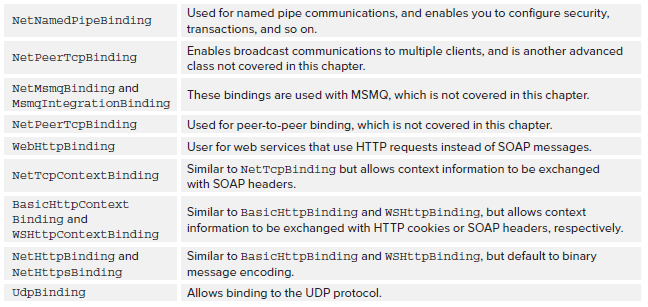 NetNamedPipeBinding
Used for named pipe communications, and enables you to configure security,
transactions, and so on.
NetPeerTcpBinding
Enables broadcast communications to multiple clients, and is another advanced
class not covered in this chapter.
NetMsmqBinding and
MsmqIntegrationBinding
These bindings are used with MSMQ, which is not covered in this chapter.
NetPeerTcpBinding
Used for peer-to-peer binding, which is not covered in this chapter.
WebHttpBinding
User for web services that use HTTP requests instead of SOAP messages.
NetTcpContextBinding
Similar to NetTcpBinding but allows context information to be exchanged
with SOAP headers.
BasicHttpContext
Binding and
WSHttpContextBinding
Similar to BasicHttpBinding and WSHttpBinding, but allows context
information to be exchanged with HTTP cookies or SOAP headers, respectively.
NetHttpBinding and
NetHttpsBinding
Similar to BasicHttpBinding and WSHttpBinding, but default to binary
message encoding.
UdpBinding
Allows binding to the UDP protocol.